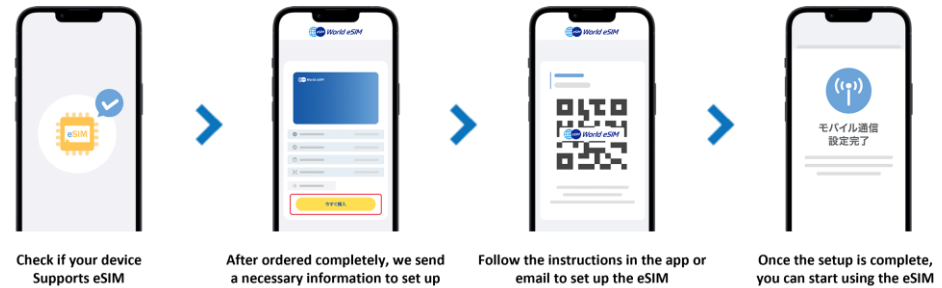 eSIM
World eSIM
World eSIM
今すぐ購入
World eSIM
World eSIM
モバイル通信
設定完了
Check if your device
Supports eSIM
After ordered completely, we send
a necessary information to set up
Follow the instructions in the app or
email to set up the eSIM
Once the setup is complete,
you can start using the eSIM